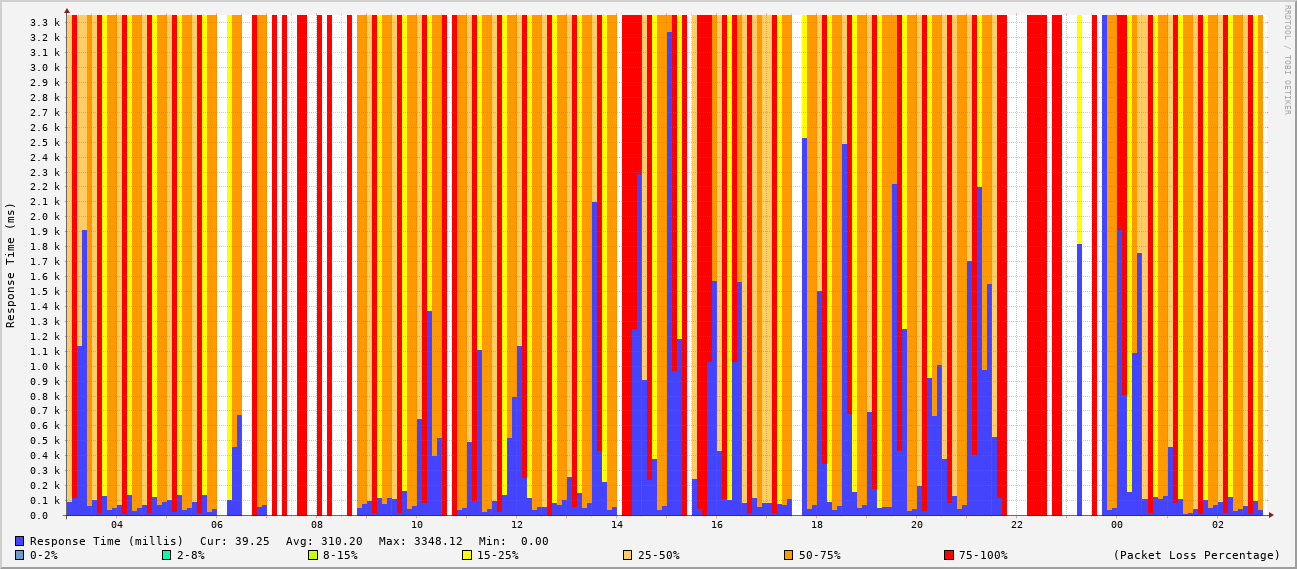 RRDTOOL / TOBI OETIKER
Response Time (ms)
3.3 k
3.2 k
3.1 k
3.0 k
2.9 k
2.8 k
2.7 k
2.6 k
2.5 k
2.4 k
2.3 k
2.2 k
2.1 k
2.0 k
1.9 k
1.8 k
1.7 k
1.6 k
1.5 k
1.4 k
1.3 k
1.2 k
1.1 k
1.0 k
0.9 k
0.8 k
0.7 k
0.6 k
0.5 k
0.4 k
0.3 k
0.2 k
0.1 k
0.0
04 06 08 10 12 14 16 18 20 22 00 02
Response Time (millis) Cur: 39.25 Avg: 310.20 Max: 3348.12 Min: 0.00
0-2% 2-8% 8-15% 15-25% 25-50% 50-75% 75-100% (Packet Loss Percentage)